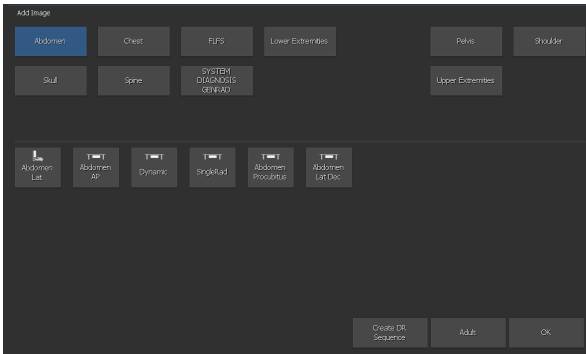 Add Image
Abdomen
Chest
FLFS
Lower Extremities
Pelvis
Shoulder
Skull
Spine
SYSTEM
DIAGNOSIS
GENRAD
Upper Extremities
Abdomen
Lat
Abdomen
AP
Dynamic
SingleRad
Abdomen
Procubitus
Abdomen
Lat Dec
Create DR
Sequence
Adult
OK